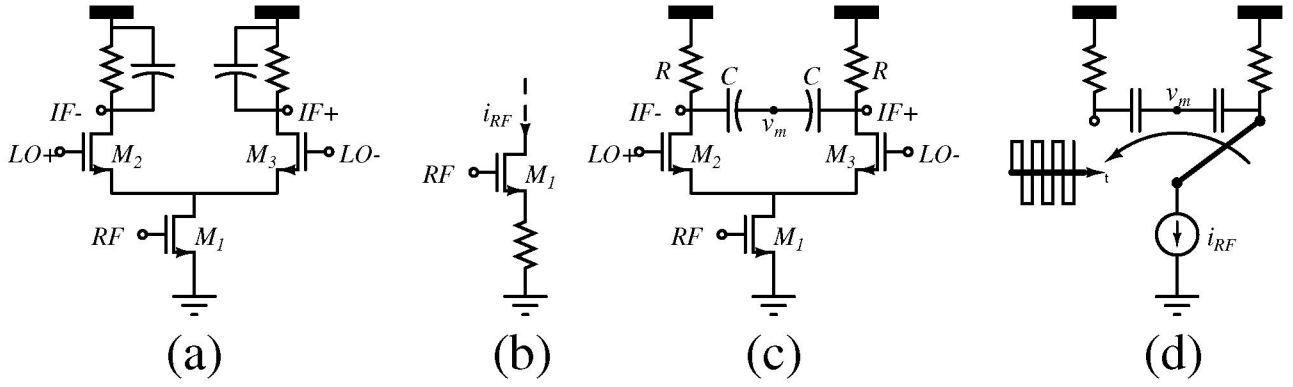 IF-
IF+
LO+
M2
M3
LO-
RF
M1
(a)
iRF
RF
M1
(b)
R
C
C
R
IF-
vm
IF+
LO+
M2
M3
LO-
RF
M1
(c)
vm
t
iRF
(d)